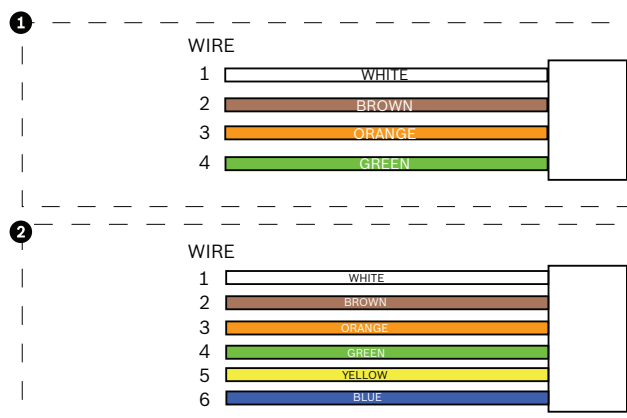 1
WIRE
1 WHITE
2 BROWN
3 ORANGE
4 GREEN
2
WIRE
1 WHITE
2 BROWN
3 ORANGE
4 GREEN
5 YELLOW
6 BLUE